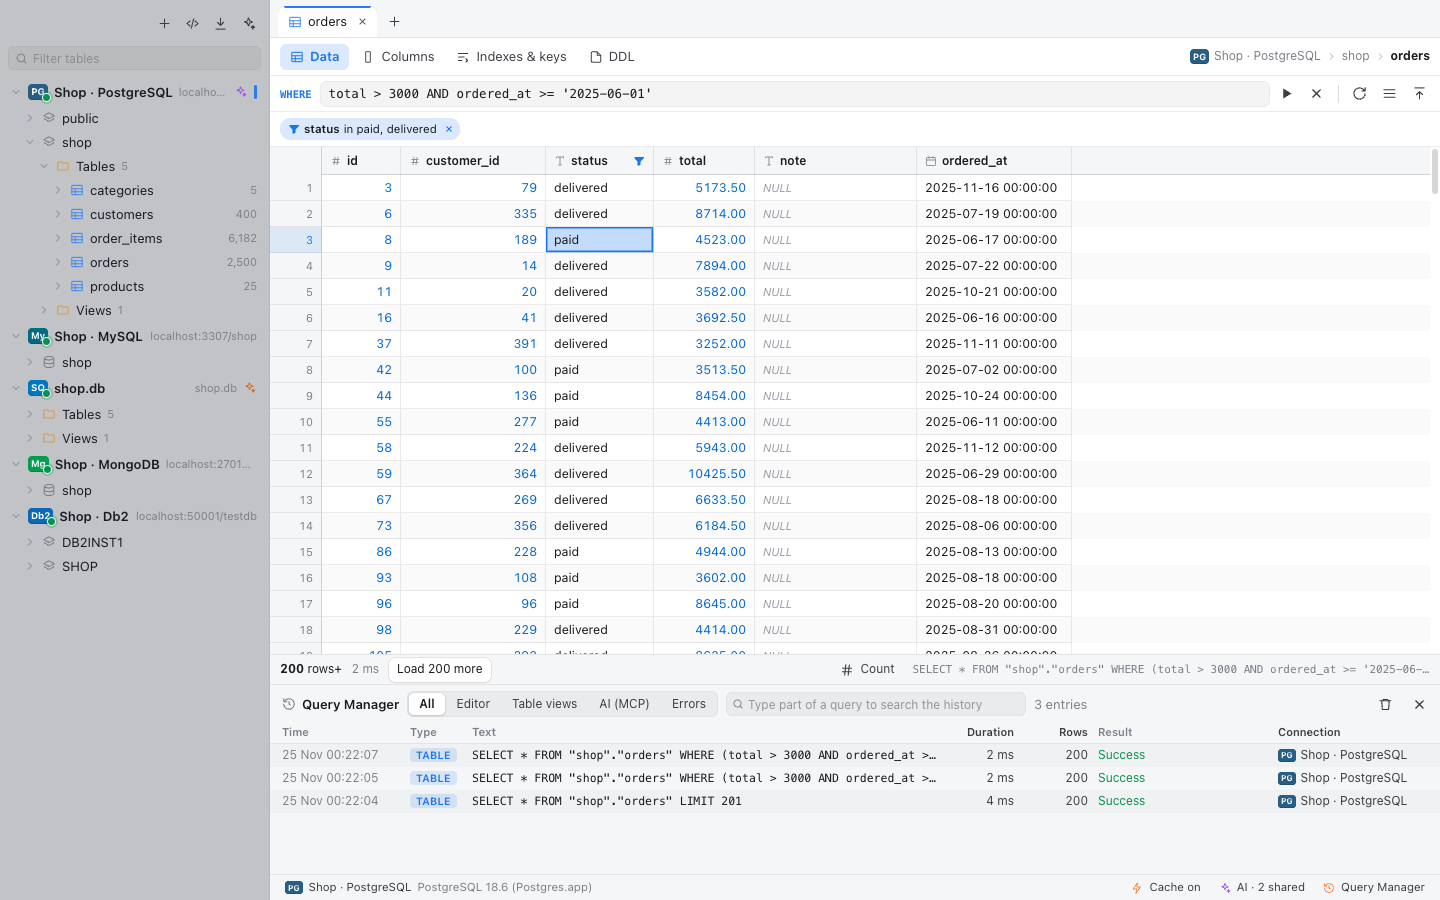 Filter tables
PG Shop · PostgreSQL localho...
public
shop
Tables 5
categories 5
customers 400
order_items 6,182
orders 2,500
products 25
Views 1
My Shop · MySQL localhost:3307/shop
shop
SQ shop.db shop.db
Tables 5
Views 1
Mg Shop · MongoDB localhost:2701...
shop
Db2 Shop · Db2 localhost:50001/testdb
DB2INST1
SHOP
orders
Data Columns Indexes & keys DDL
PG Shop · PostgreSQL shop orders
WHERE total > 3000 AND ordered_at >= '2025-06-01'
status in paid, delivered ×
# id # customer_id T status # total T note ordered_at
1 3 79 delivered 5173.50 NULL 2025-11-16 00:00:00
2 6 335 delivered 8714.00 NULL 2025-07-19 00:00:00
3 8 189 paid 4523.00 NULL 2025-06-17 00:00:00
4 9 14 delivered 7894.00 NULL 2025-07-22 00:00:00
5 11 20 delivered 3582.00 NULL 2025-10-21 00:00:00
6 16 41 delivered 3692.50 NULL 2025-06-16 00:00:00
7 37 391 delivered 3252.00 NULL 2025-11-11 00:00:00
8 42 100 paid 3513.50 NULL 2025-07-02 00:00:00
9 44 136 paid 8454.00 NULL 2025-10-24 00:00:00
10 55 277 paid 4413.00 NULL 2025-06-11 00:00:00
11 58 224 delivered 5943.00 NULL 2025-11-12 00:00:00
12 59 364 delivered 10425.50 NULL 2025-06-29 00:00:00
13 67 269 delivered 6633.50 NULL 2025-08-18 00:00:00
14 73 356 delivered 6184.50 NULL 2025-08-06 00:00:00
15 86 228 paid 4944.00 NULL 2025-08-13 00:00:00
16 93 108 paid 3602.00 NULL 2025-08-18 00:00:00
17 96 96 paid 8645.00 NULL 2025-08-20 00:00:00
18 98 229 delivered 4414.00 NULL 2025-08-31 00:00:00
200 rows+ 2 ms Load 200 more # Count SELECT * FROM "shop"."orders" WHERE (total > 3000 AND ordered_at >= '2025-06-…
Query Manager All Editor Table views AI (MCP) Errors Type part of a query to search the history 3 entries
Time Type Text Duration Rows Result Connection
25 Nov 00:22:07 TABLE SELECT * FROM "shop"."orders" WHERE (total > 3000 AND ordered_at >… 2 ms 200 Success PG Shop · PostgreSQL
25 Nov 00:22:05 TABLE SELECT * FROM "shop"."orders" WHERE (total > 3000 AND ordered_at >… 2 ms 200 Success PG Shop · PostgreSQL
25 Nov 00:22:04 TABLE SELECT * FROM "shop"."orders" LIMIT 201 4 ms 200 Success PG Shop · PostgreSQL
PG Shop · PostgreSQL PostgreSQL 18.6 (Postgres.app) Cache on AI · 2 shared Query Manager